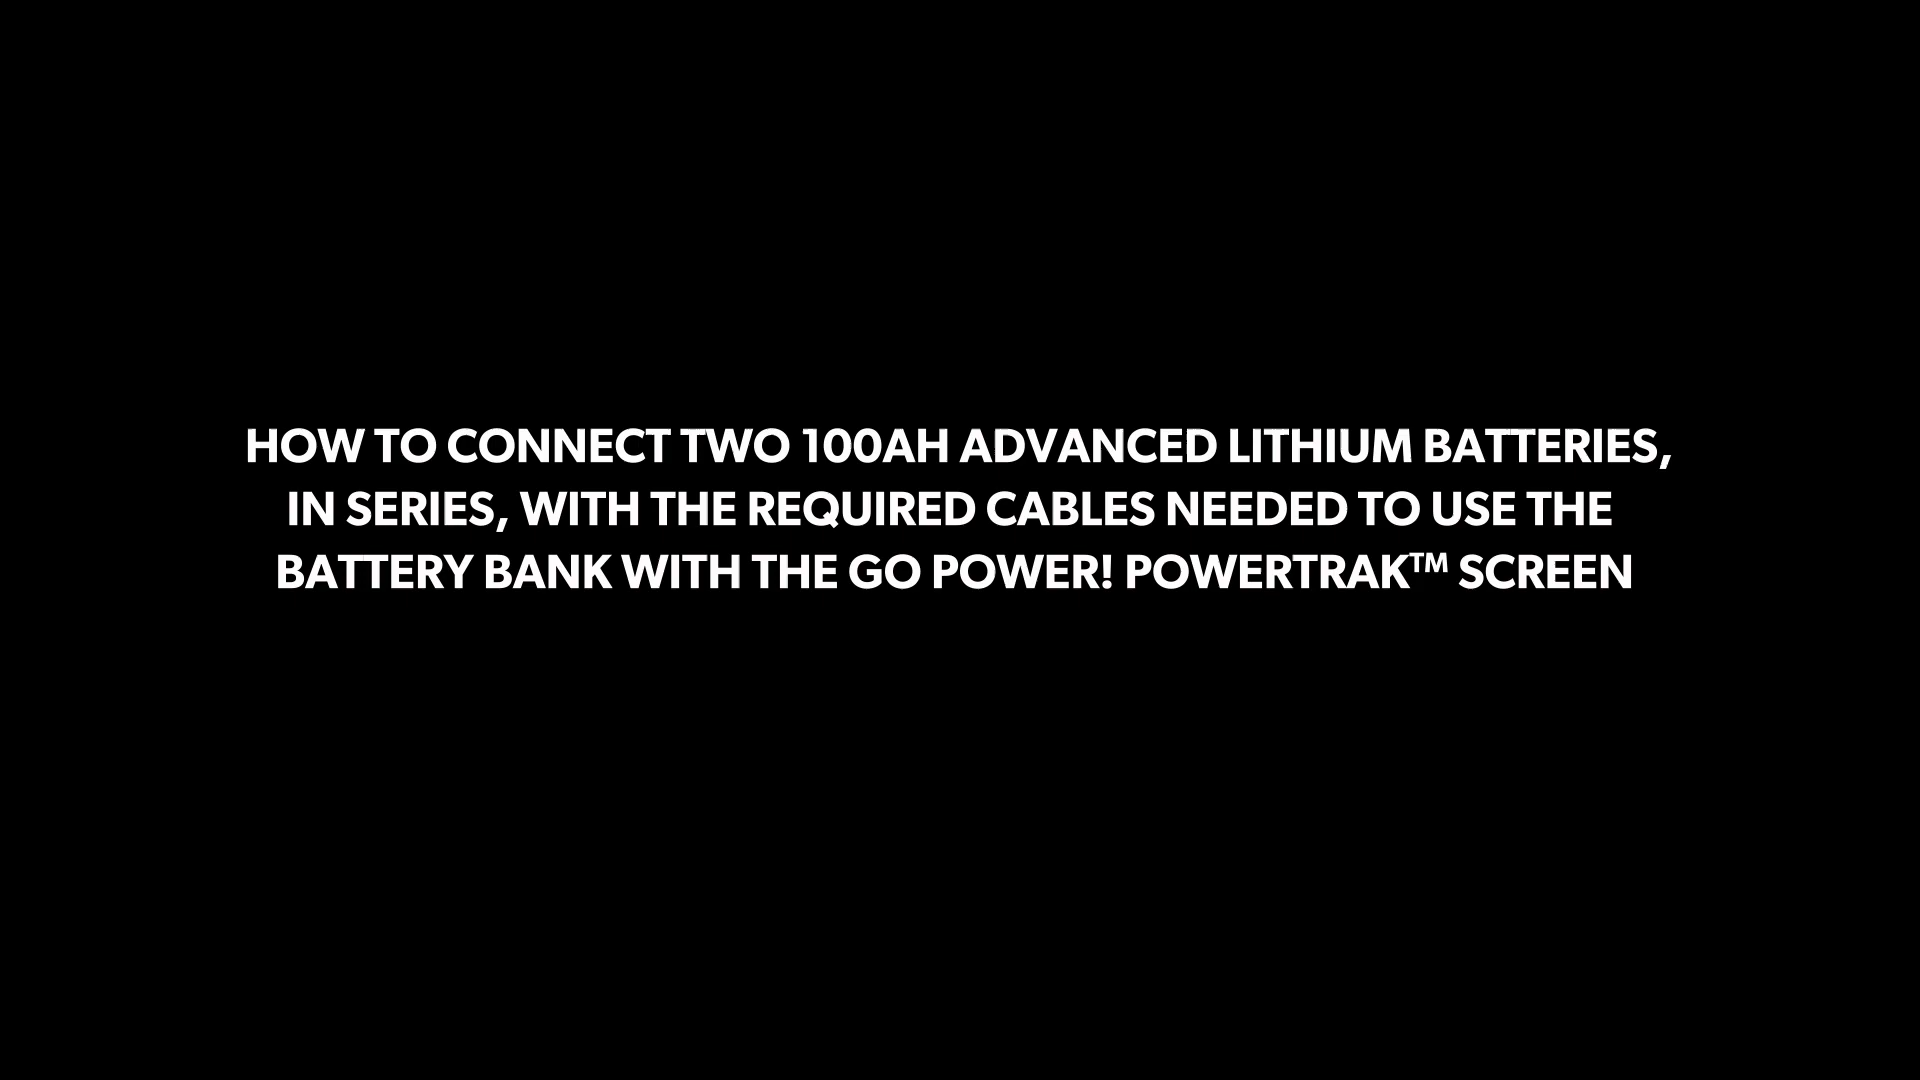 HOW TO CONNECT TWO 100AH ADVANCED LITHIUM BATTERIES,
IN SERIES, WITH THE REQUIRED CABLES NEEDED TO USE THE
BATTERY BANK WITH THE GO POWER! POWERTRAK™ SCREEN